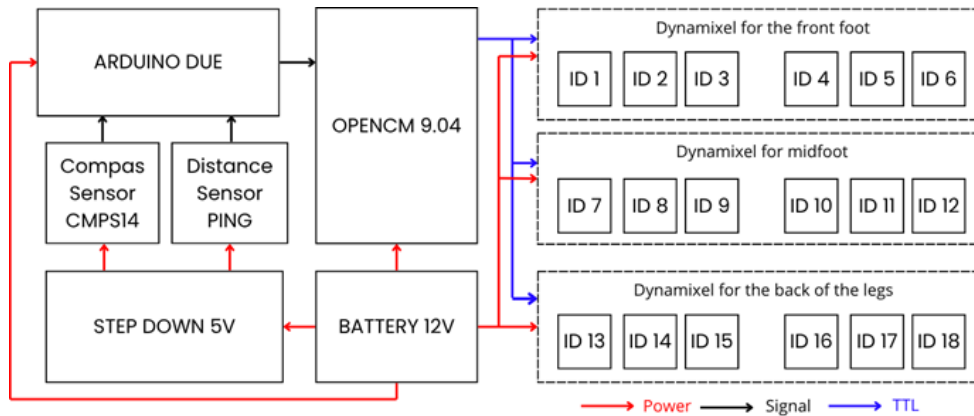 ARDUINO DUE
OPENCM 9.04
Compas
Sensor
CMPS14
Distance
Sensor
PING
STEP DOWN 5V
BATTERY 12V
Dynamixel for the front foot
ID 1 ID 2 ID 3 ID 4 ID 5 ID 6
Dynamixel for midfoot
ID 7 ID 8 ID 9 ID 10 ID 11 ID 12
Dynamixel for the back of the legs
ID 13 ID 14 ID 15 ID 16 ID 17 ID 18
Power Signal TTL